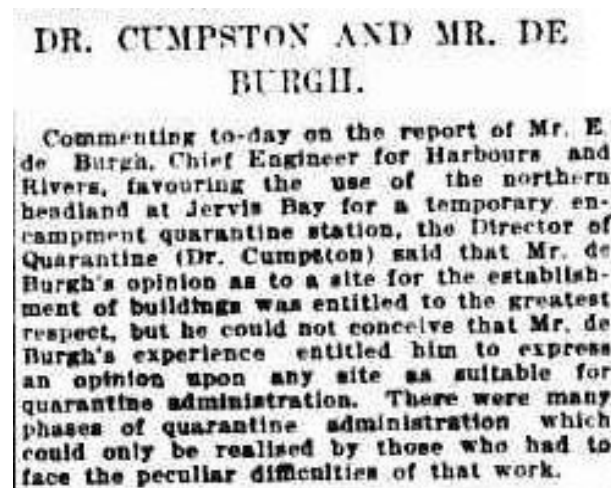 DR. CUMPSTON AND MR. DE
BURGH.
Commenting to-day on the report of Mr. E
de Burgh, Chief Engineer for Harbours and
Rivers, favouring the use of the northern
headland at Jervis Bay for a temporary en-
campment quarantine station, the Director of
Quarantine (Dr. Cumpston) said that Mr. de
Burgh's opinion as to a site for the establish-
ment of buildings was entitled to the greatest
respect, but he could not conceive that Mr. de
Burgh's experience entitled him to express
an opinion upon any site as suitable for
quarantine administration. There were many
phases of quarantine administration which
could only be realised by those who had to
face the peculiar difficulties of that work.